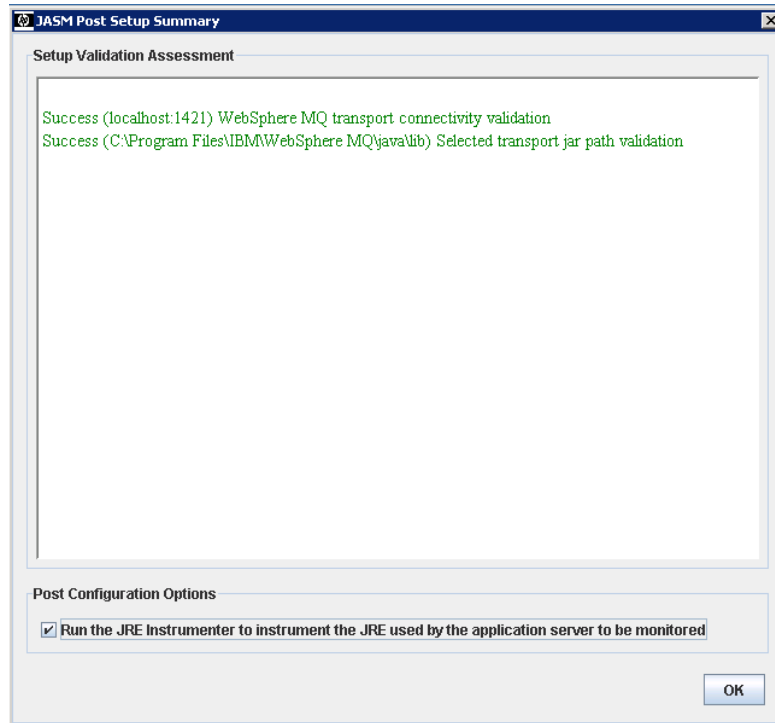 JASM Post Setup Summary
Setup Validation Assessment
Success (localhost:1421) WebSphere MQ transport connectivity validation
Success (C:\Program Files\IBM\WebSphere MQ\java\lib) Selected transport jar path validation
Post Configuration Options
Run the JRE Instrumenter to instrument the JRE used by the application server to be monitored
OK